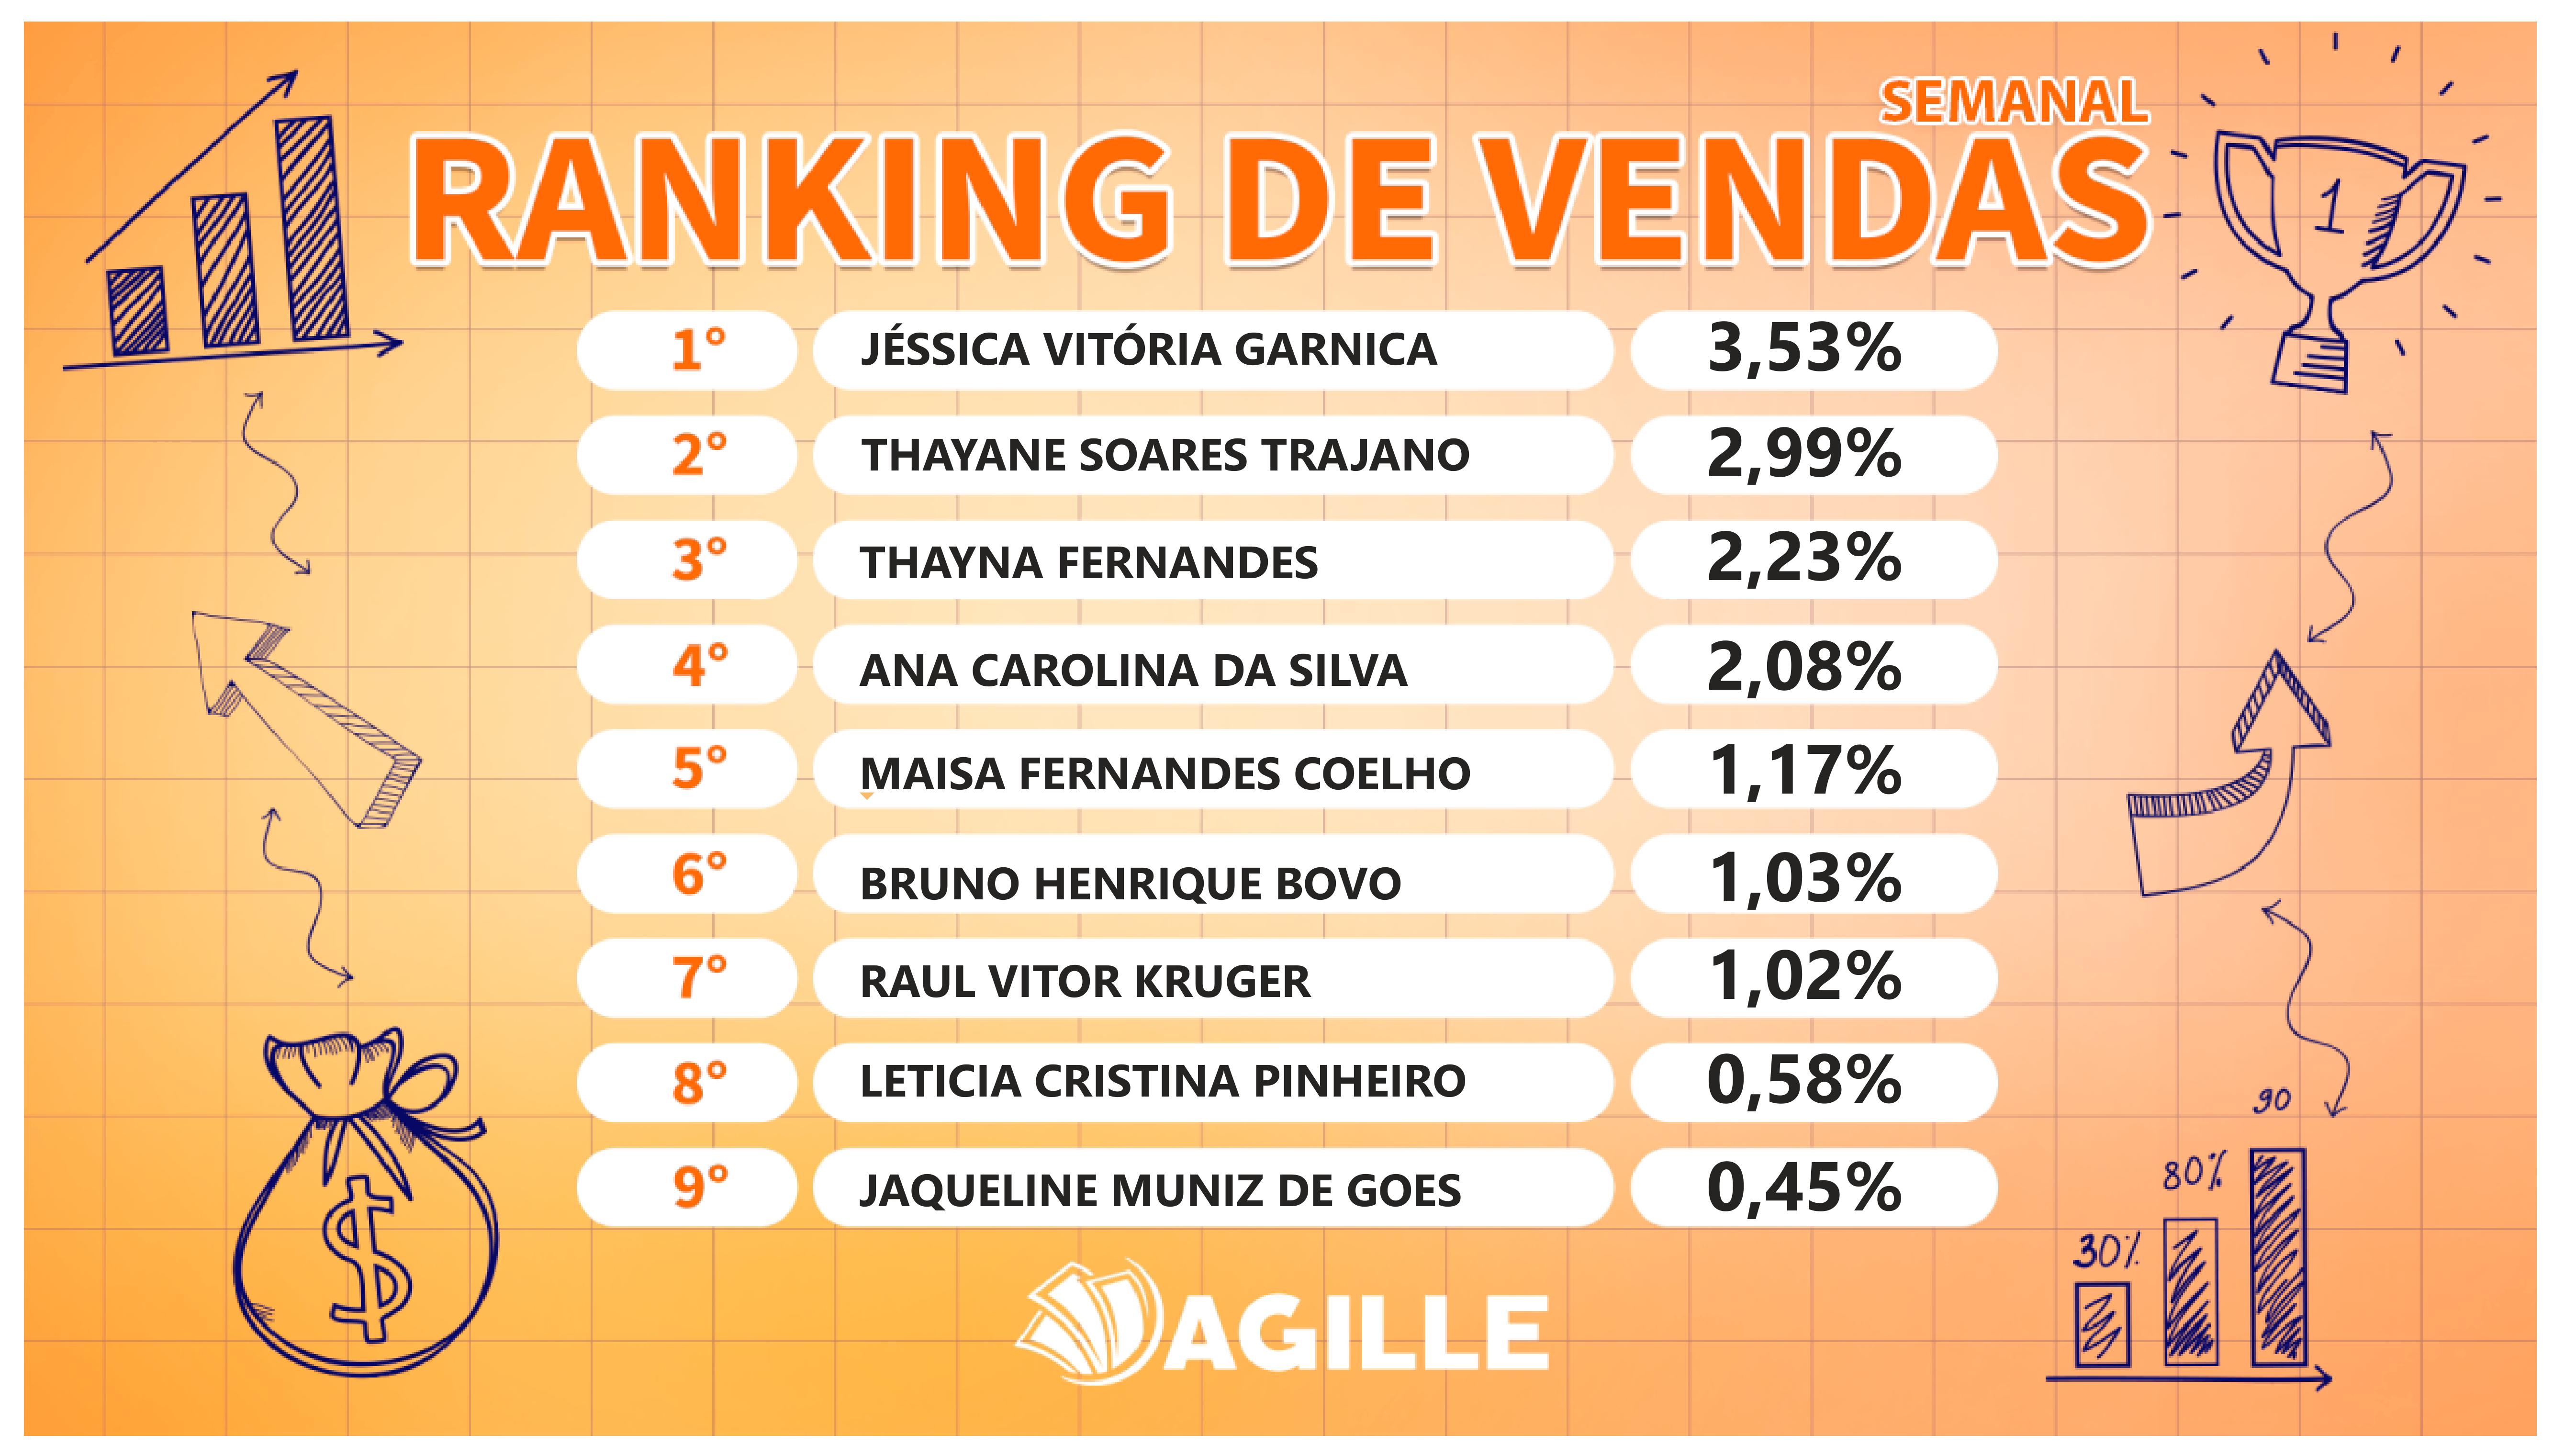 SEMANAL
RANKING DE VENDAS
1
1° JÉSSICA VITÓRIA GARNICA 3,53%
2° THAYANE SOARES TRAJANO 2,99%
3° THAYNA FERNANDES 2,23%
4° ANA CAROLINA DA SILVA 2,08%
5° MAISA FERNANDES COELHO 1,17%
6° BRUNO HENRIQUE BOVO 1,03%
7° RAUL VITOR KRUGER 1,02%
8° LETICIA CRISTINA PINHEIRO 0,58%
9° JAQUELINE MUNIZ DE GOES 0,45%
$
30%
80%
90
AGILLE